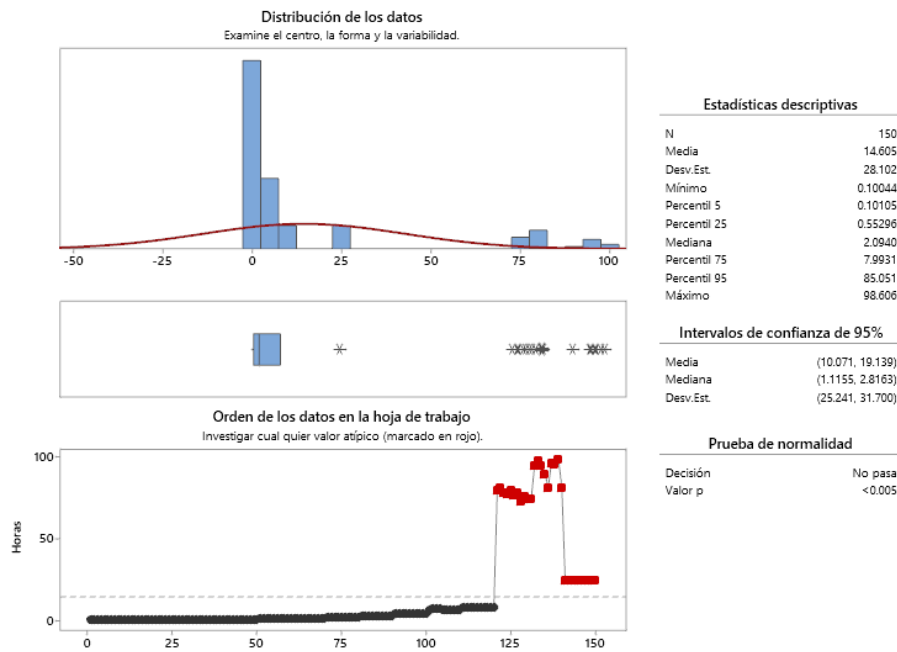 Distribución de los datos
Examine el centro, la forma y la variabilidad.
-50 0 25 50 75 100
-25
Orden de los datos en la hoja de trabajo
Investigar cual quier valor atípico (marcado en rojo).
Horas
100
50
0
0 25 50 75 100 125 150
Estadísticas descriptivas
N 150
Media 14.605
Desv.Est. 28.102
Mínimo 0.10044
Percentil 5 0.10105
Percentil 25 0.55296
Mediana 2.0940
Percentil 75 7.9931
Percentil 95 85.051
Máximo 98.606
Intervalos de confianza de 95%
Media (10.071, 19.139)
Mediana (1.1155, 2.8163)
Desv.Est. (25.241, 31.700)
Prueba de normalidad
Decisión No pasa
Valor p <0.005